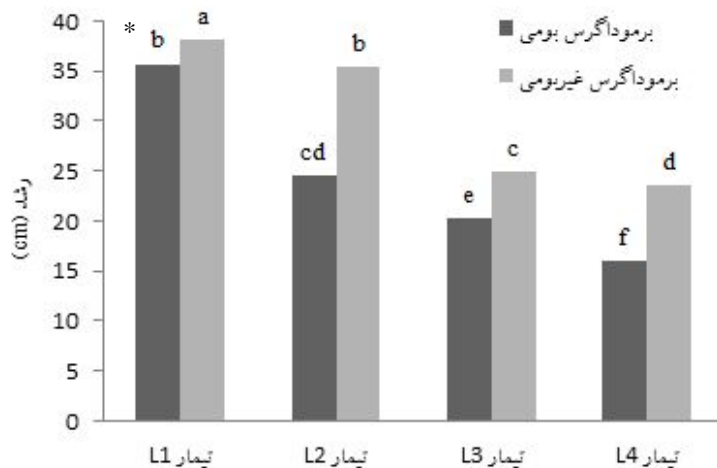 40
35
30
25
20
15
10
5
0
رشد (cm)
* b a
cd b
e c
f d
برموداگرس بومی
برموداگرس غیربومی
تیمار L1 تیمار L2 تیمار L3 تیمار L4